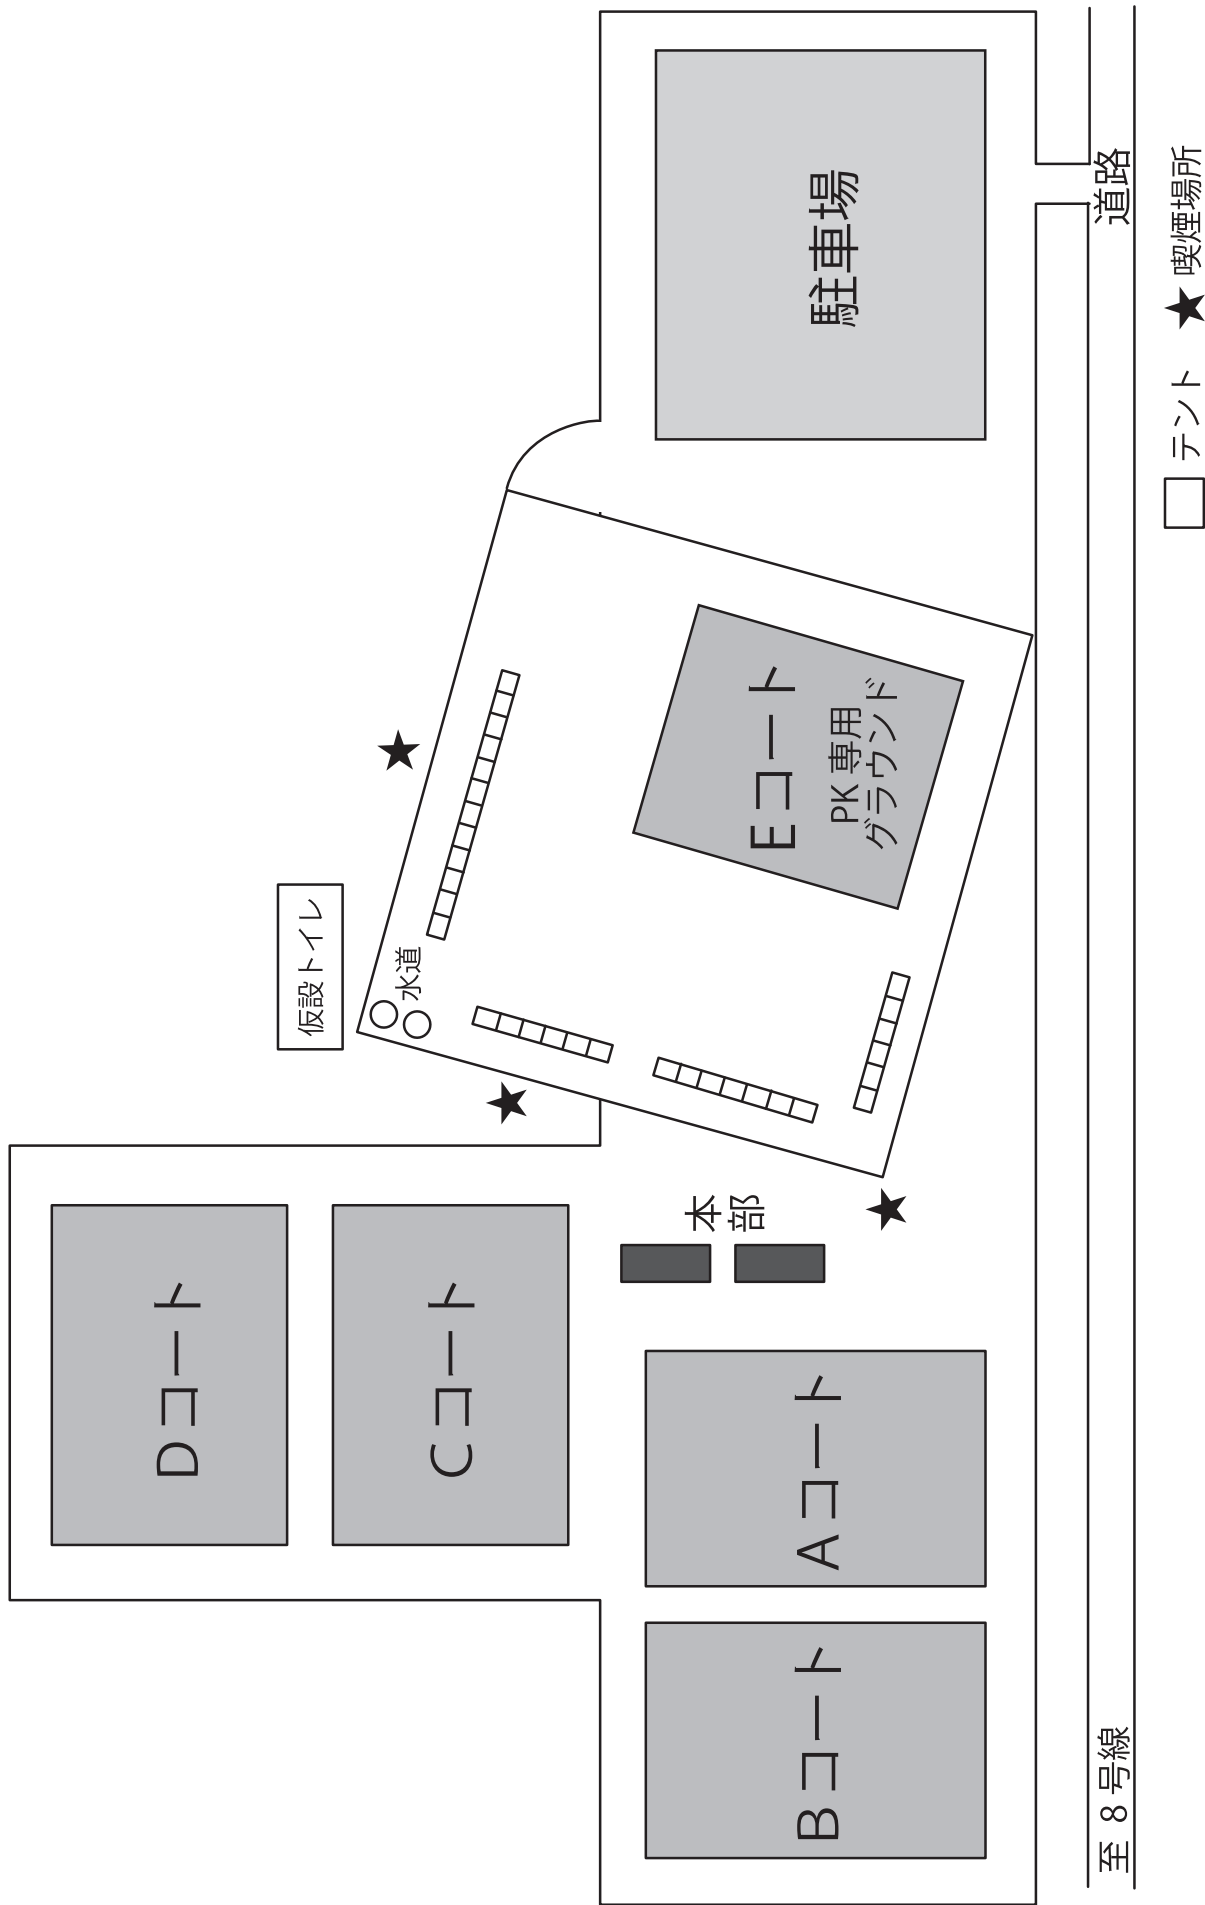 Dコート
Cコート
仮設トイレ
水道
本部
Bコート
Aコート
Eコート
PK専用
グラウンド
駐車場
至 8 号線
道路
テント
★ 喫煙場所